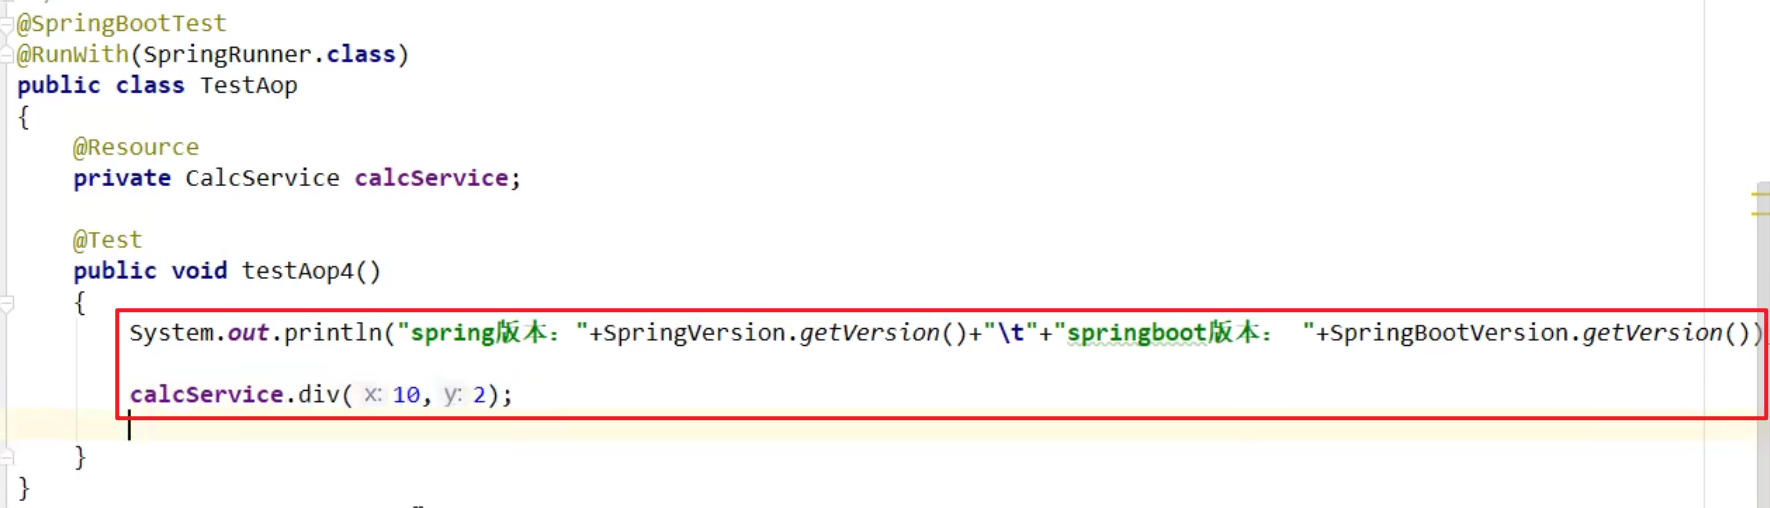 @SpringBootTest
@RunWith(SpringRunner.class)
public class TestAop
{
    @Resource
    private CalcService calcService;

    @Test
    public void testAop4()
    {
        System.out.println("spring版本："+SpringVersion.getVersion()+"\t"+"springboot版本： "+SpringBootVersion.getVersion())

        calcService.div( x: 10, y: 2);

    }
}